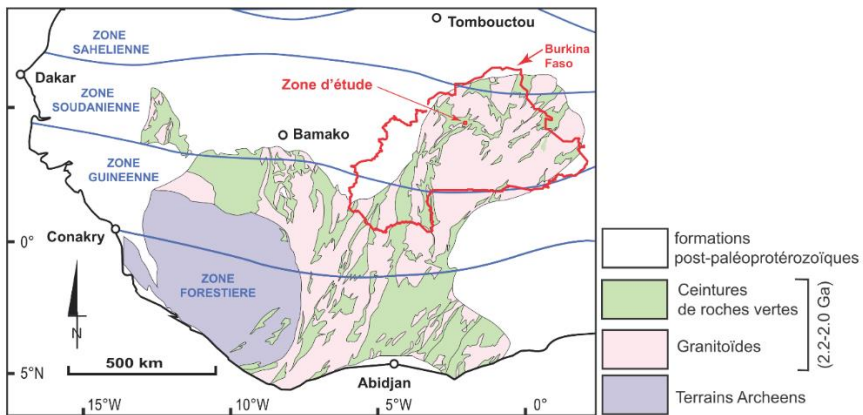 Tombouctou
ZONE
SAHELIENNE
Burkina
Faso
Dakar
Zone d'étude
ZONE
SOUDANIENNE
Bamako
ZONE
GUINEENNE
Conakry
0°
ZONE
FORESTIERE
N
500 km
5°N
Abidjan
15°W
10°W
5°W
0°
formations
post-paléoprotérozoïques
Ceintures
de roches vertes
Granitoïdes
(2.2-2.0 Ga)
Terrains Archeens